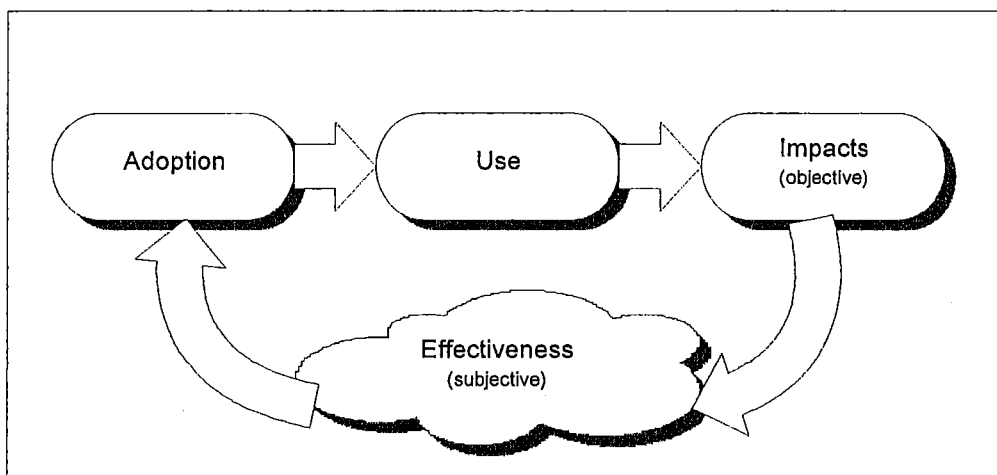 Adoption
Use
Impacts
(objective)
Effectiveness
(subjective)